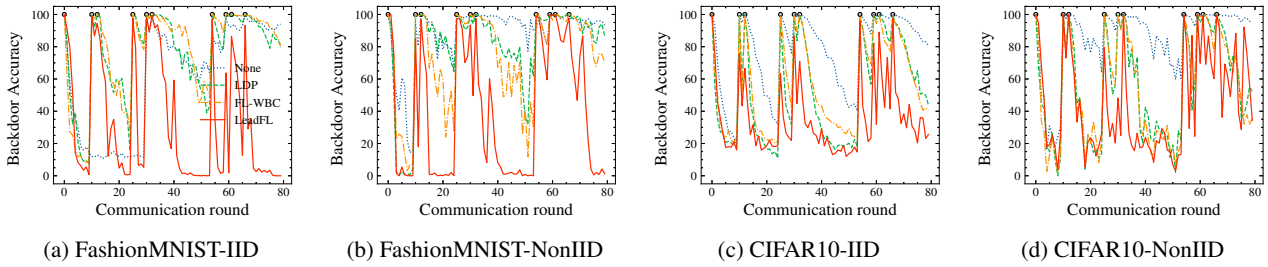 100
80
60
40
20
0
Backdoor Accuracy
None
LDP
FL-WBC
LeadFL
0 20 40 60 80
Communication round
(a) FashionMNIST-IID
100
80
60
40
20
0
Backdoor Accuracy
0 20 40 60 80
Communication round
(b) FashionMNIST-NonIID
100
80
60
40
20
0
Backdoor Accuracy
0 20 40 60 80
Communication round
(c) CIFAR10-IID
100
80
60
40
20
0
Backdoor Accuracy
0 20 40 60 80
Communication round
(d) CIFAR10-NonIID